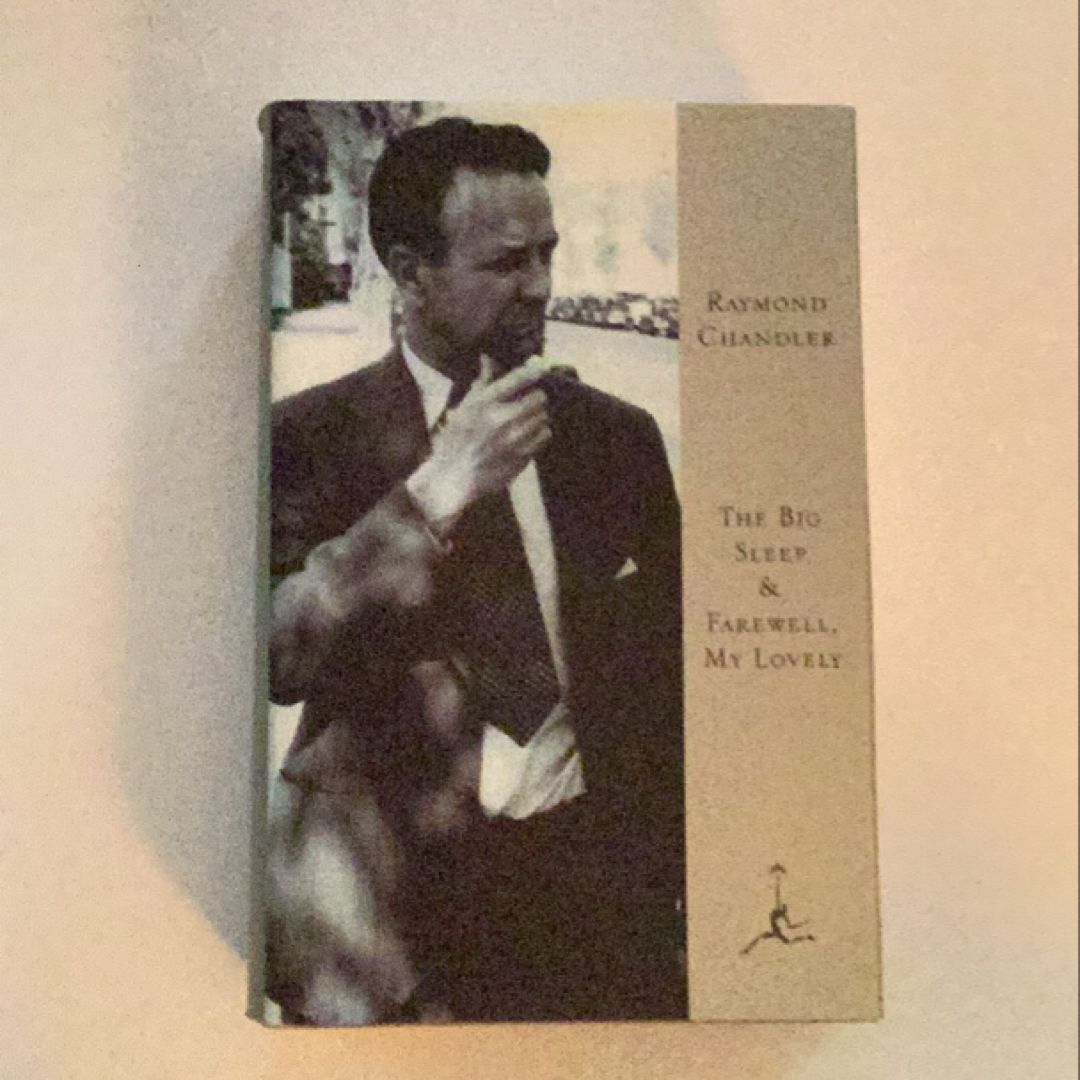 RAYMOND
CHANDLER
THE BIG
SLEEP
&
FAREWELL,
MY LOVELY